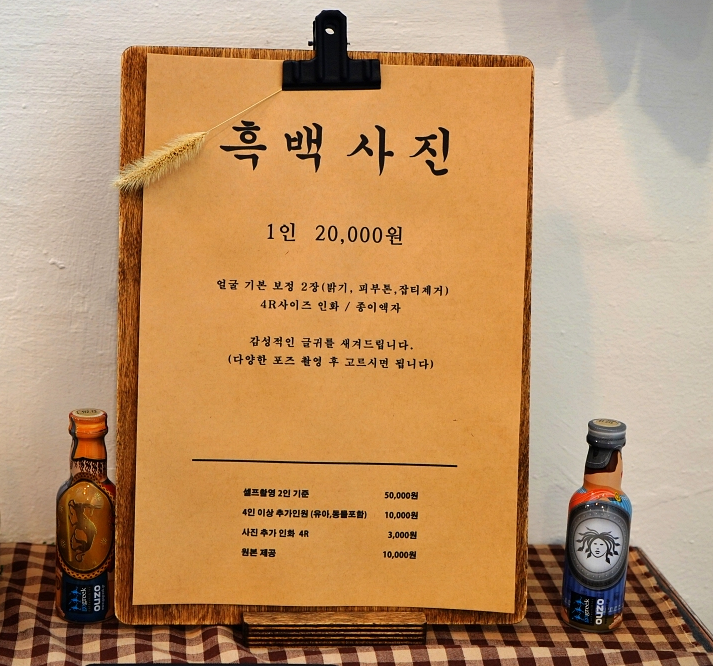 흑백사진
1인 20,000원
얼굴 기본 보정 2장(밝기, 피부톤,잡티제거)
4R사이즈 인화 / 종이액자
감성적인 글귀를 새겨드립니다.
(다양한 포즈 촬영 후 고르시면 됩니다)
셀프촬영 2인 기준 50,000원
4인 이상 추가인원 (유아,동물포함) 10,000원
사진 추가 인화 4R 3,000원
원본 제공 10,000원
greek
ouzo
greek
ouzo